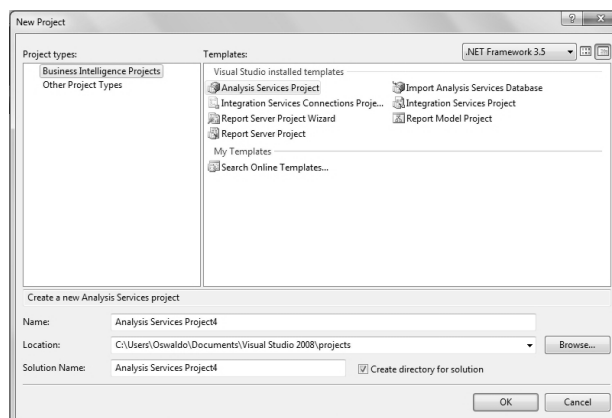 New Project
Project types:
Templates:
.NET Framework 3.5
Business Intelligence Projects
Other Project Types
Visual Studio installed templates
Analysis Services Project
Import Analysis Services Database
Integration Services Connections Proje...
Integration Services Project
Report Server Project Wizard
Report Model Project
Report Server Project
My Templates
Search Online Templates...
Create a new Analysis Services project
Name:
Analysis Services Project4
Location:
C:\Users\Oswaldo\Documents\Visual Studio 2008\projects
Browse...
Solution Name:
Analysis Services Project4
Create directory for solution
OK
Cancel